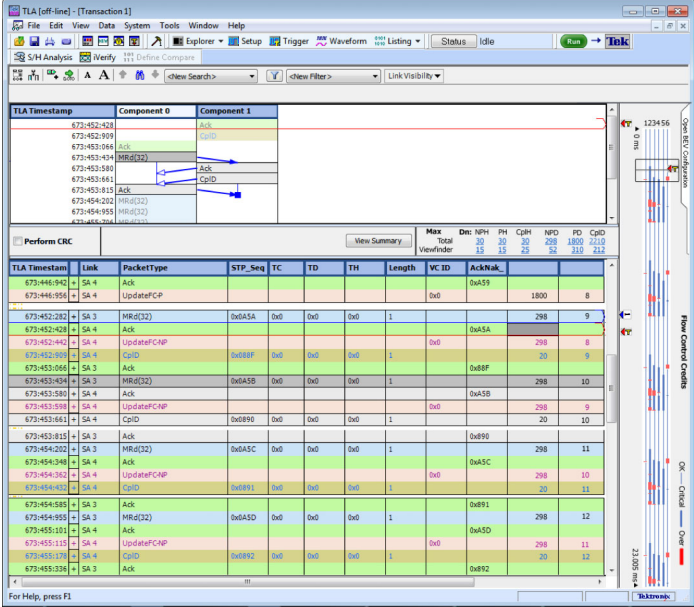 TLA [off-line] - [Transaction 1]
File Edit View Data System Tools Window Help
Explorer Setup Trigger Waveform Listing Status Idle Run Tek
S/H Analysis iVerify Define Compare
A A <New Search> <New Filter> Link Visibility
TLA Timestamp Component 0 Component 1
673:452:428 Ack
673:452:909 CplD
673:453:066 Ack
673:453:434 MRd(32)
673:453:580 Ack
673:453:661 CplD
673:453:815 Ack
673:454:202 MRd(32)
673:454:955 MRd(32)
673:455:706 MRd(32)
Perform CRC View Summary
Max Dn: NPH PH CplH NPD PD CplD
Total 30 30 30 298 1800 2210
Viewfinder 15 15 25 52 310 212
TLA Timestam Link PacketType STP_Seq TC TD TH Length VC ID AckNak_
673:446:942 + SA 4 Ack 0xA59
673:446:956 + SA 4 UpdateFC-P 0x0 1800 8
673:452:282 + SA 3 MRd(32) 0x0A5A 0x0 0x0 0x0 1 298 9
673:452:428 + SA 4 Ack 0xA5A
673:452:442 + SA 4 UpdateFC-NP 0x0 298 8
673:452:909 + SA 4 CplD 0x088F 0x0 0x0 0x0 1 20 9
673:453:066 + SA 3 Ack 0x88F
673:453:434 + SA 3 MRd(32) 0x0A5B 0x0 0x0 0x0 1 298 10
673:453:580 + SA 4 Ack 0xA5B
673:453:598 + SA 4 UpdateFC-NP 0x0 298 9
673:453:661 + SA 4 CplD 0x0890 0x0 0x0 0x0 1 20 10
673:453:815 + SA 3 Ack 0x890
673:454:202 + SA 3 MRd(32) 0x0A5C 0x0 0x0 0x0 1 298 11
673:454:348 + SA 4 Ack 0xA5C
673:454:362 + SA 4 UpdateFC-NP 0x0 298 10
673:454:432 + SA 4 CplD 0x0891 0x0 0x0 0x0 1 20 11
673:454:585 + SA 3 Ack 0x891
673:454:955 + SA 3 MRd(32) 0x0A5D 0x0 0x0 0x0 1 298 12
673:455:101 + SA 4 Ack 0xA5D
673:455:115 + SA 4 UpdateFC-NP 0x0 298 11
673:455:178 + SA 4 CplD 0x0892 0x0 0x0 0x0 1 20 12
673:455:336 + SA 3 Ack 0x892
123456
0 ms
23.005 ms
Open BEV Configuration
Flow Control Credits
OK Critical Over
For Help, press F1
Tektronix